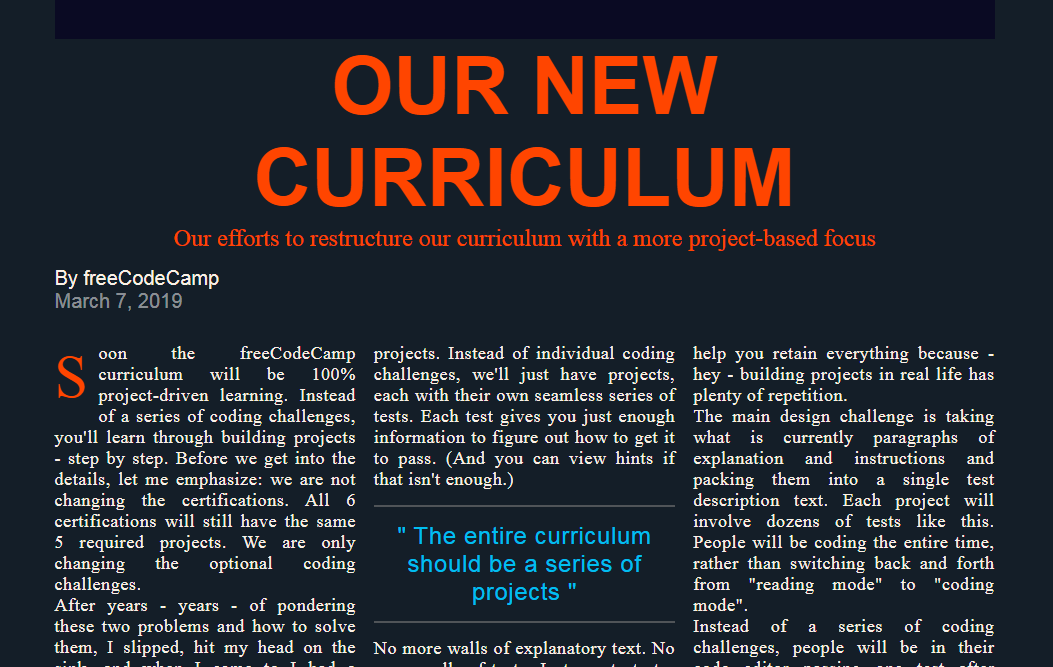 OUR NEW
CURRICULUM
Our efforts to restructure our curriculum with a more project-based focus
By freeCodeCamp
March 7, 2019
Soon the freeCodeCamp
curriculum will be 100%
project-driven learning. Instead
of a series of coding challenges,
you'll learn through building projects
- step by step. Before we get into the
details, let me emphasize: we are not
changing the certifications. All 6
certifications will still have the same
5 required projects. We are only
changing the optional coding
challenges.
After years - years - of pondering
these two problems and how to solve
them, I slipped, hit my head on the
sink, and when I came to I had a
projects. Instead of individual coding
challenges, we'll just have projects,
each with their own seamless series of
tests. Each test gives you just enough
information to figure out how to get it
to pass. (And you can view hints if
that isn't enough.)
" The entire curriculum
should be a series of
projects "
No more walls of explanatory text. No
help you retain everything because -
hey - building projects in real life has
plenty of repetition.
The main design challenge is taking
what is currently paragraphs of
explanation and instructions and
packing them into a single test
description text. Each project will
involve dozens of tests like this.
People will be coding the entire time,
rather than switching back and forth
from "reading mode" to "coding
mode".
Instead of a series of coding
challenges, people will be in their
code editor passing one test after